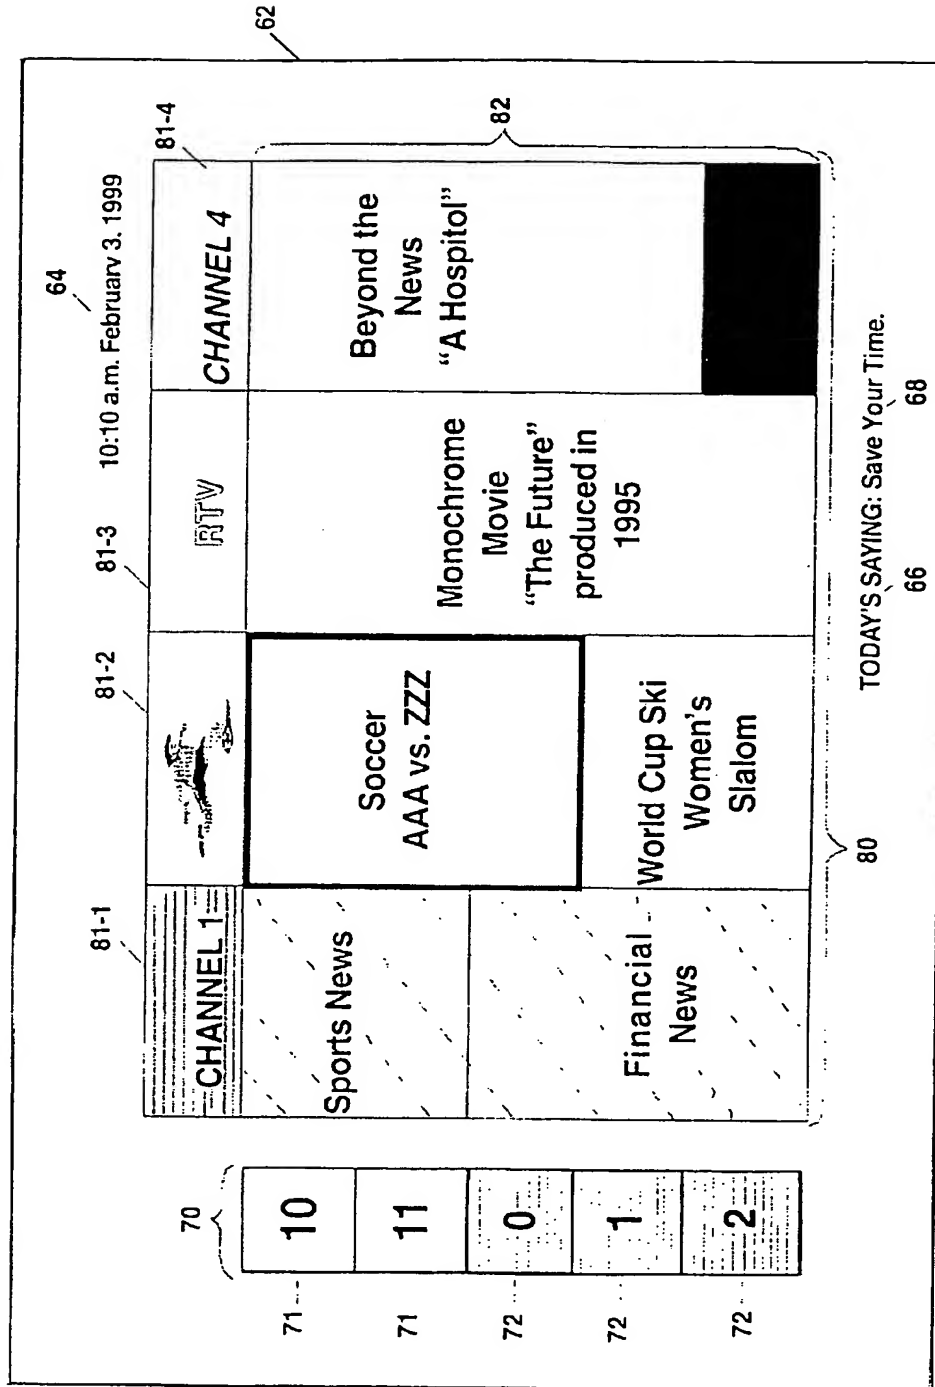 62
64
10:10 a.m. February 3. 1999
81-1
81-2
81-3
81-4
CHANNEL 1
RTV
CHANNEL 4
70
71
10
71
11
72
0
72
1
72
2
Sports News
Financial
News
Soccer
AAA vs. ZZZ
World Cup Ski
Women's
Slalom
Monochrome
Movie
“The Future”
produced in
1995
Beyond the
News
“A Hospitol”
82
80
TODAY'S SAYING: Save Your Time.
66
68